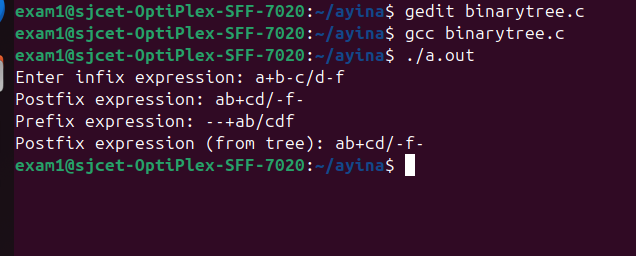 exam1@sjcet-OptiPlex-SFF-7020:~/ayina$ gedit binarytree.c
exam1@sjcet-OptiPlex-SFF-7020:~/ayina$ gcc binarytree.c
exam1@sjcet-OptiPlex-SFF-7020:~/ayina$ ./a.out
Enter infix expression: a+b-c/d-f
Postfix expression: ab+cd/-f-
Prefix expression: --+ab/cdf
Postfix expression (from tree): ab+cd/-f-
exam1@sjcet-OptiPlex-SFF-7020:~/ayina$